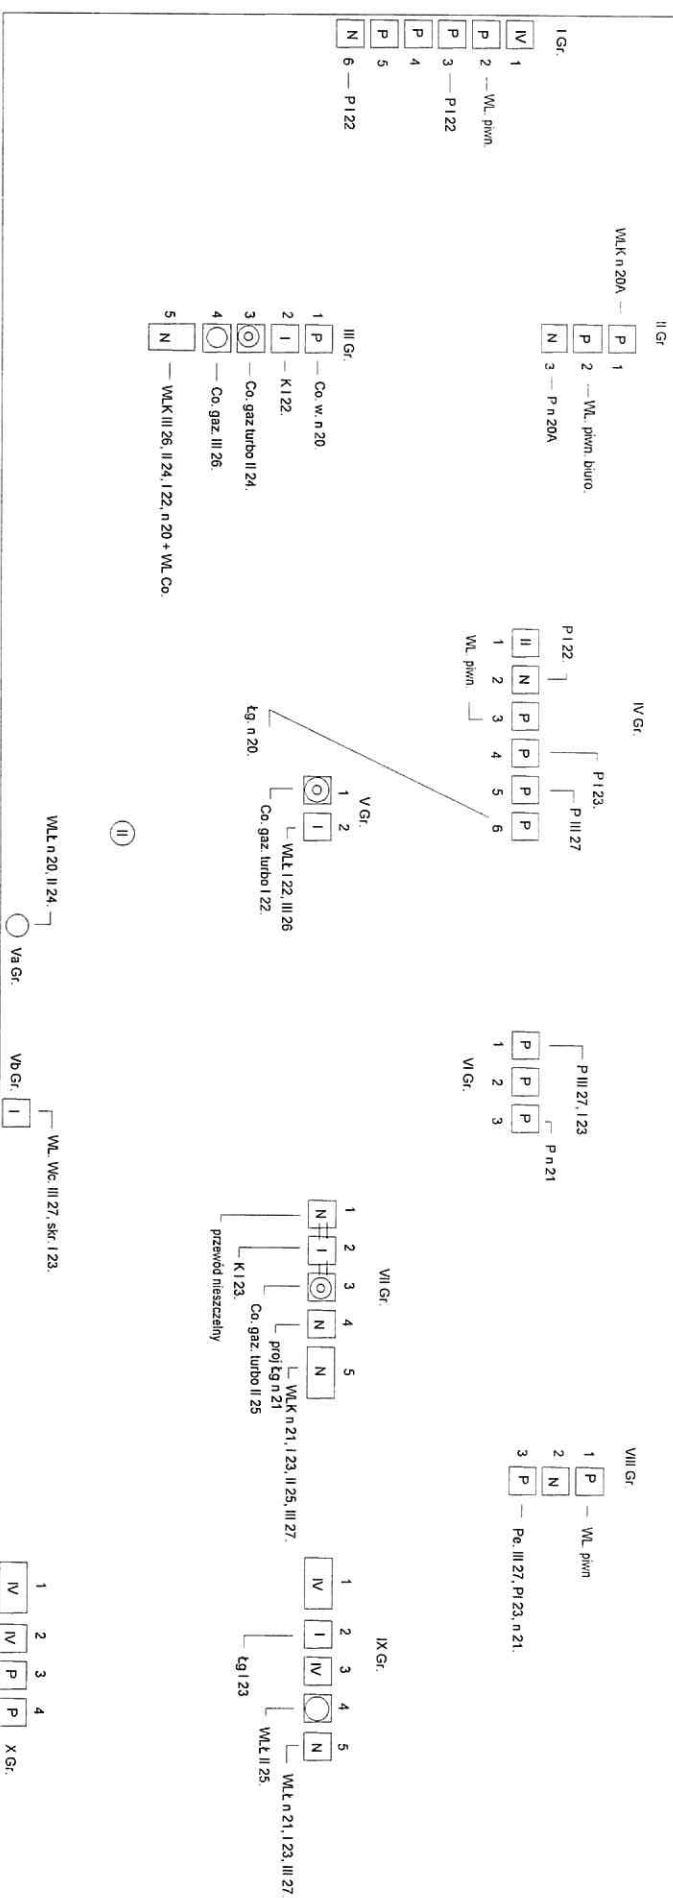 I Gr.
IV 1
P 2 — WL. piwn.
P 3 — P I 22
P 4
P 5
N 6 — P I 22
II Gr
WLK n 20A — P 1
P 2 — WL. piwn. biuro.
N 3 — P n 20A
III Gr.
1 P — Co. w. n 20.
2 I — K I 22.
3 — Co. gaz turbo II 24.
4 — Co. gaz. III 26.
5 N — WLK III 26, II 24, I 22, n 20 + WL Co.
IV Gr.
P I 22.
P I 23.
P III 27
II N P P P P
1 2 3 4 5 6
WL. piwn.
Łg. n 20.
V Gr.
1 2
I
WLŁ I 22, III 26
Co. gaz. turbo I 22.
II
WLŁ n 20, II 24.
Va Gr.
Vb Gr.
I
WL. Wc. III 27, skr. I 23.
P III 27, I 23
P n 21
P P P
1 2 3
VI Gr.
VII Gr.
1 2 3 4 5
N I N N
WLK n 21, I 23, II 25, III 27.
proj Łg n 21
Co. gaz. turbo II 25
K I 23.
przewód nieszczelny
VIII Gr.
1 P — WL. piwn
2 N
3 P — Pe. III 27, PI 23, n 21.
IX Gr.
1 2 3 4 5
IV I IV N
WLŁ n 21, I 23, III 27.
WLŁ II 25.
Łg I 23
1 2 3 4
IV IV P P
X Gr.